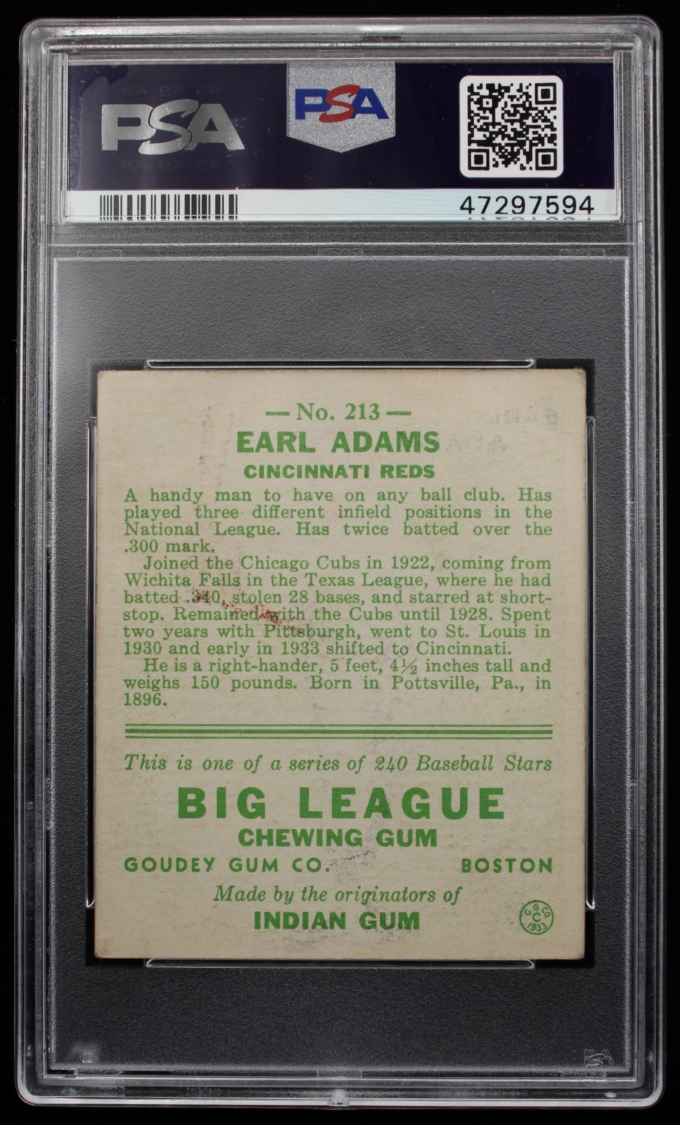 PSA
PSA
47297594
— No. 213 —
EARL ADAMS
CINCINNATI REDS
A handy man to have on any ball club. Has
played three different infield positions in the
National League. Has twice batted over the
.300 mark.
Joined the Chicago Cubs in 1922, coming from
Wichita Falls in the Texas League, where he had
batted .340, stolen 28 bases, and starred at short-
stop. Remained with the Cubs until 1928. Spent
two years with Pittsburgh, went to St. Louis in
1930 and early in 1933 shifted to Cincinnati.
He is a right-hander, 5 feet, 4½ inches tall and
weighs 150 pounds. Born in Pottsville, Pa., in
1896.
This is one of a series of 240 Baseball Stars
BIG LEAGUE
CHEWING GUM
GOUDEY GUM CO. BOSTON
Made by the originators of
INDIAN GUM
G. G. CO.
C
1933
PSA